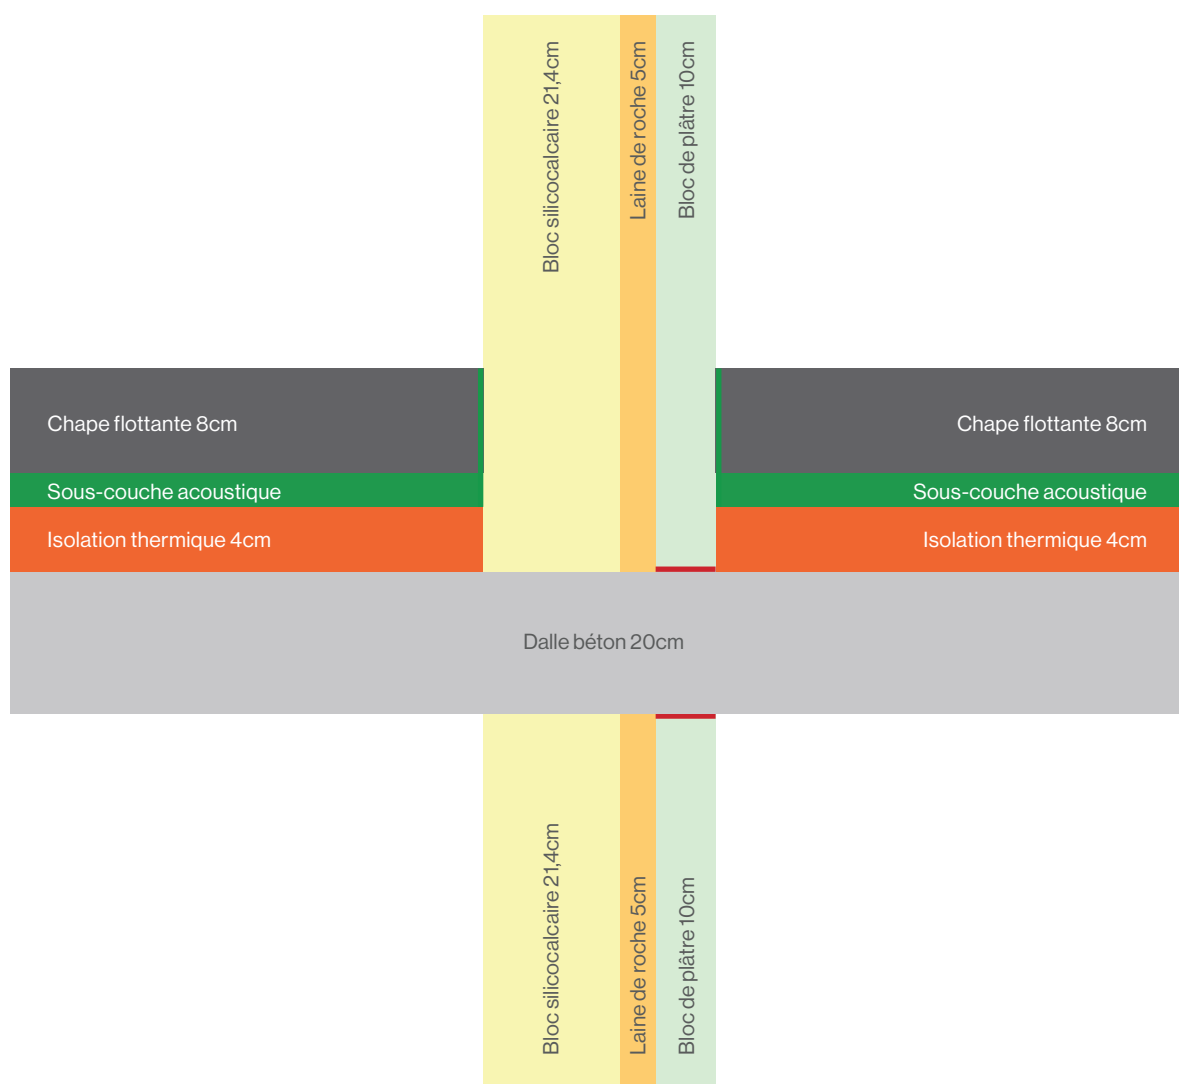 Bloc silicocalcaire 21,4cm
Laine de roche 5cm
Bloc de plâtre 10cm
Chape flottante 8cm
Chape flottante 8cm
Sous-couche acoustique
Sous-couche acoustique
Isolation thermique 4cm
Isolation thermique 4cm
Dalle béton 20cm
Bloc silicocalcaire 21,4cm
Laine de roche 5cm
Bloc de plâtre 10cm